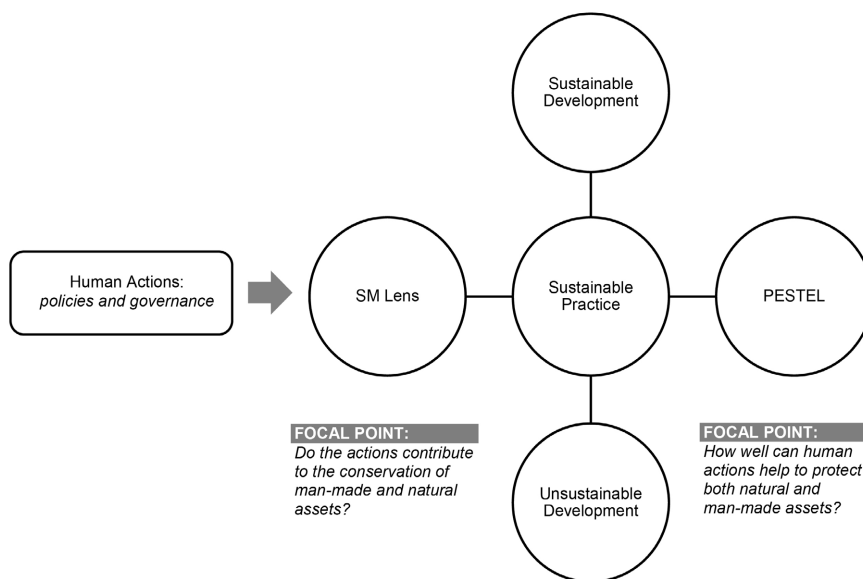 Sustainable
Development
Human Actions:
policies and governance
SM Lens
Sustainable
Practice
PESTEL
FOCAL POINT:
Do the actions contribute
to the conservation of
man-made and natural
assets?
Unsustainable
Development
FOCAL POINT:
How well can human
actions help to protect
both natural and
man-made assets?